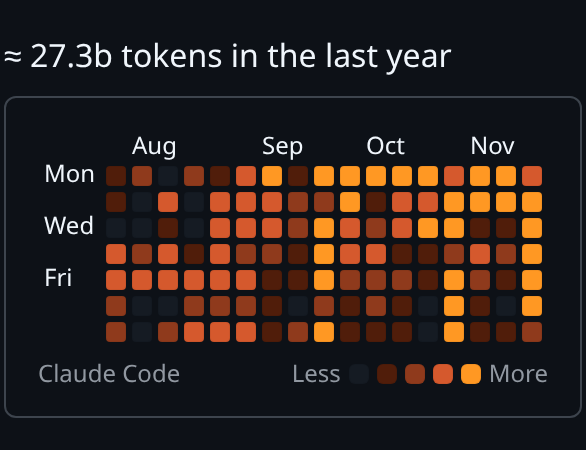 ≈ 27.3b tokens in the last year
Aug Sep Oct Nov
Mon
Wed
Fri
Claude Code Less More